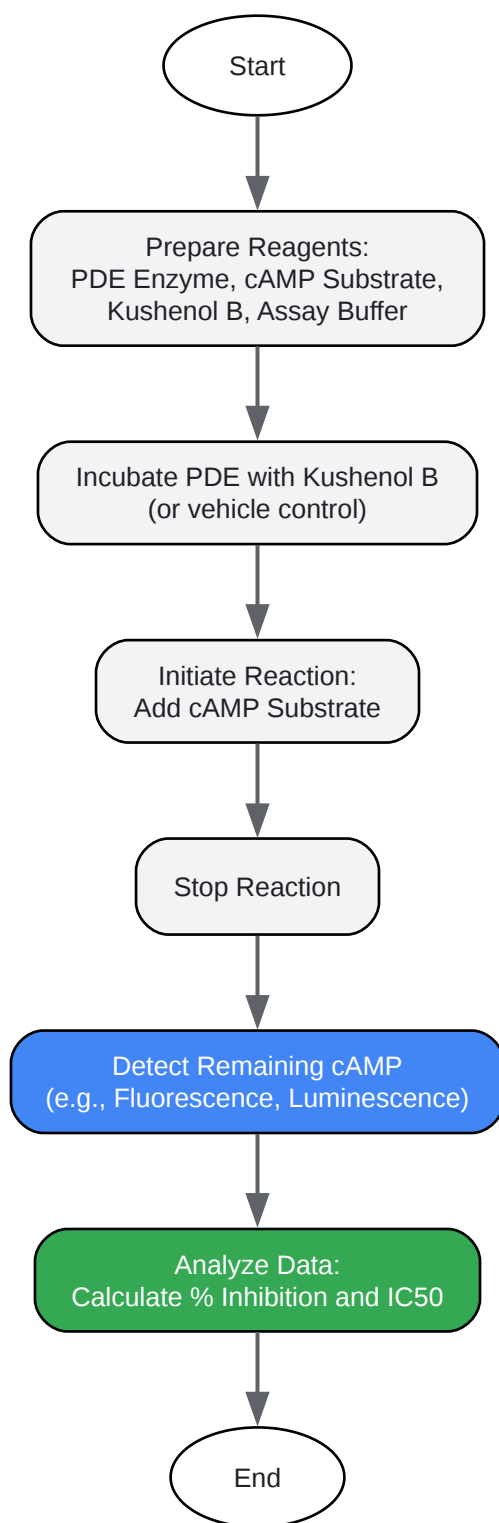 Start
Prepare Reagents:
PDE Enzyme, cAMP Substrate,
Kushenol B, Assay Buffer
Incubate PDE with Kushenol B
(or vehicle control)
Initiate Reaction:
Add cAMP Substrate
Stop Reaction
Detect Remaining cAMP
(e.g., Fluorescence, Luminescence)
Analyze Data:
Calculate % Inhibition and IC50
End